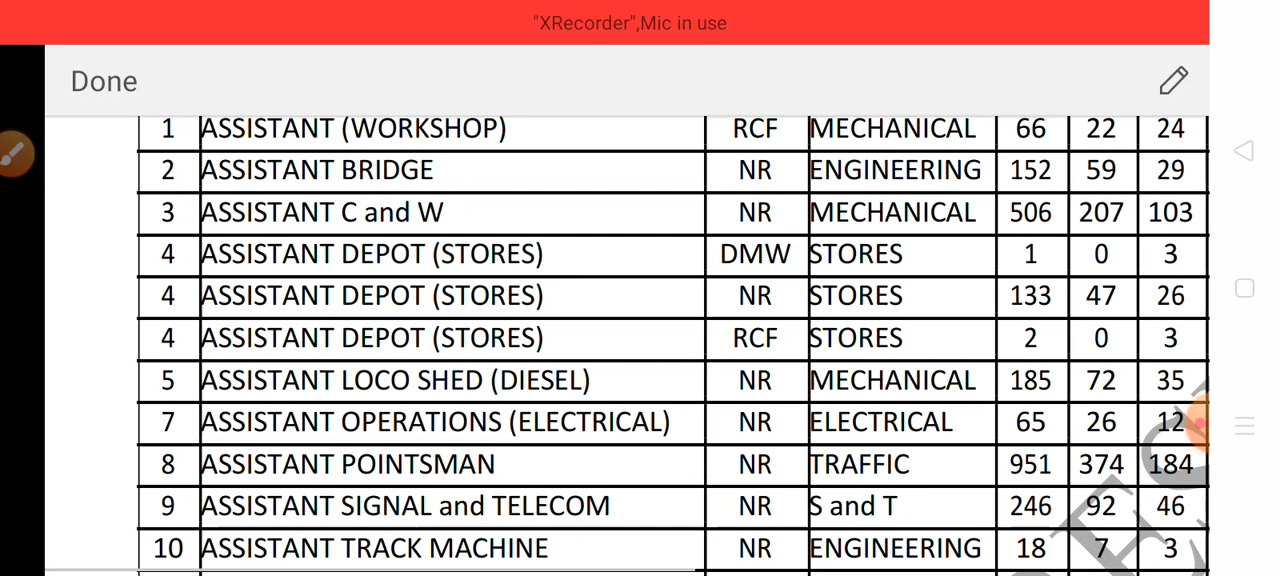 "XRecorder",Mic in use
Done
1 ASSISTANT (WORKSHOP) RCF MECHANICAL 66 22 24
2 ASSISTANT BRIDGE NR ENGINEERING 152 59 29
3 ASSISTANT C and W NR MECHANICAL 506 207 103
4 ASSISTANT DEPOT (STORES) DMW STORES 1 0 3
4 ASSISTANT DEPOT (STORES) NR STORES 133 47 26
4 ASSISTANT DEPOT (STORES) RCF STORES 2 0 3
5 ASSISTANT LOCO SHED (DIESEL) NR MECHANICAL 185 72 35
7 ASSISTANT OPERATIONS (ELECTRICAL) NR ELECTRICAL 65 26 12
8 ASSISTANT POINTSMAN NR TRAFFIC 951 374 184
9 ASSISTANT SIGNAL and TELECOM NR S and T 246 92 46
10 ASSISTANT TRACK MACHINE NR ENGINEERING 18 7 3